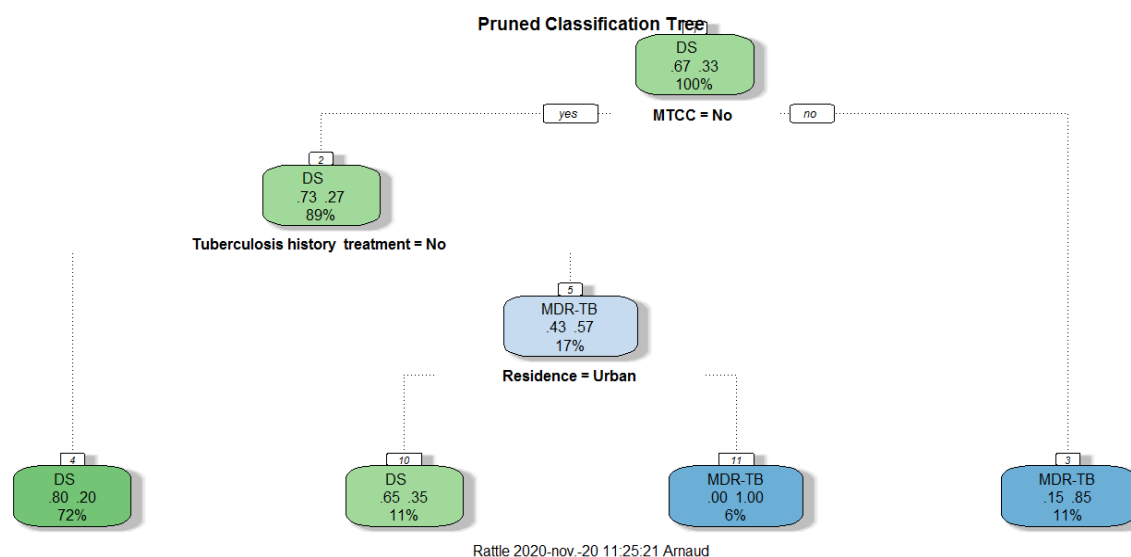 Pruned Classification Tree
DS
.67 .33
100%
yes
MTCC = No
no
2
DS
.73 .27
89%
Tuberculosis history treatment = No
5
MDR-TB
.43 .57
17%
Residence = Urban
4
DS
.80 .20
72%
10
DS
.65 .35
11%
11
MDR-TB
.00 1.00
6%
3
MDR-TB
.15 .85
11%
Rattle 2020-nov.-20 11:25:21 Arnaud